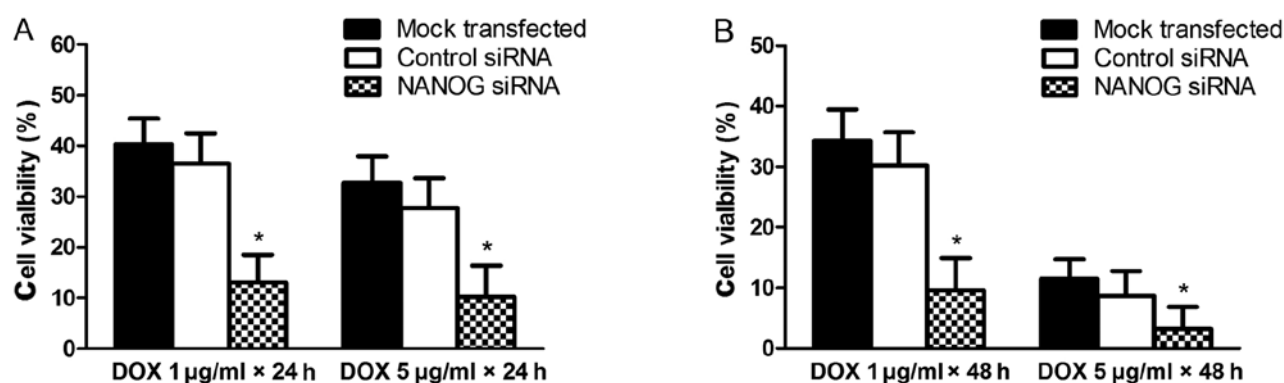 A
Mock transfected
Control siRNA
NANOG siRNA
Cell vialbility (%)
60
50
40
30
20
10
0
*
*
DOX 1 µg/ml × 24 h
DOX 5 µg/ml × 24 h
B
Mock transfected
Control siRNA
NANOG siRNA
Cell vialbility (%)
50
40
30
20
10
0
*
*
DOX 1 µg/ml × 48 h
DOX 5 µg/ml × 48 h